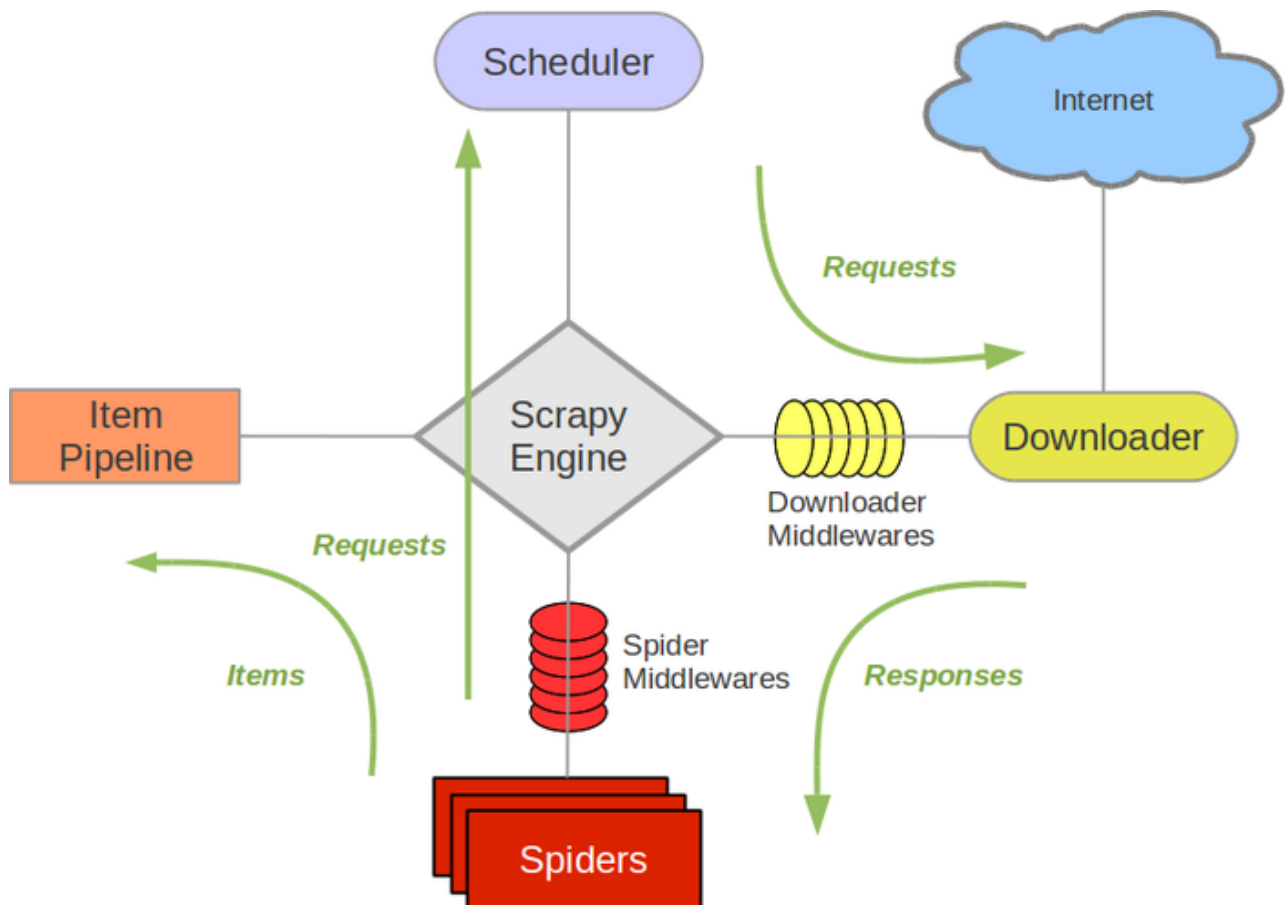 Scheduler
Internet
Requests
Item
Pipeline
Scrapy
Engine
Downloader
Downloader
Middlewares
Requests
Items
Spider
Middlewares
Responses
Spiders